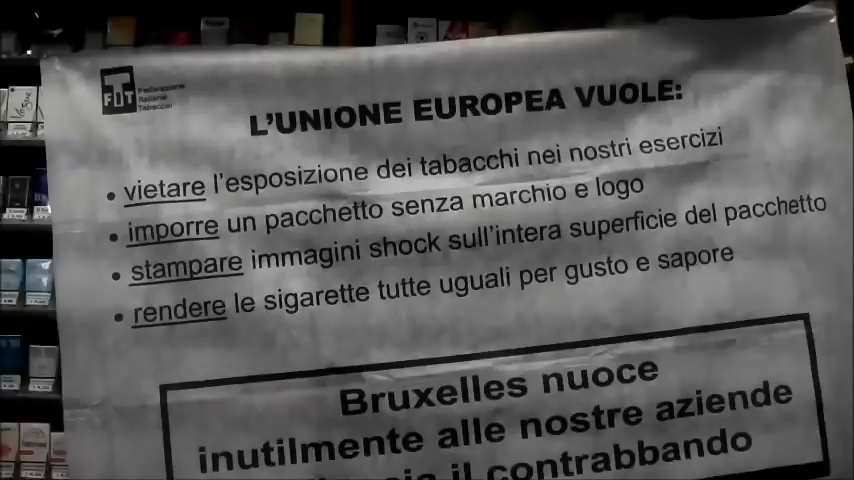 FIT
Federazione
Italiana
Tabaccai
L'UNIONE EUROPEA VUOLE:
• vietare l'esposizione dei tabacchi nei nostri esercizi
• imporre un pacchetto senza marchio e logo
• stampare immagini shock sull'intera superficie del pacchetto
• rendere le sigarette tutte uguali per gusto e sapore
Bruxelles nuoce
inutilmente alle nostre aziende
il contrabbando
Vogue